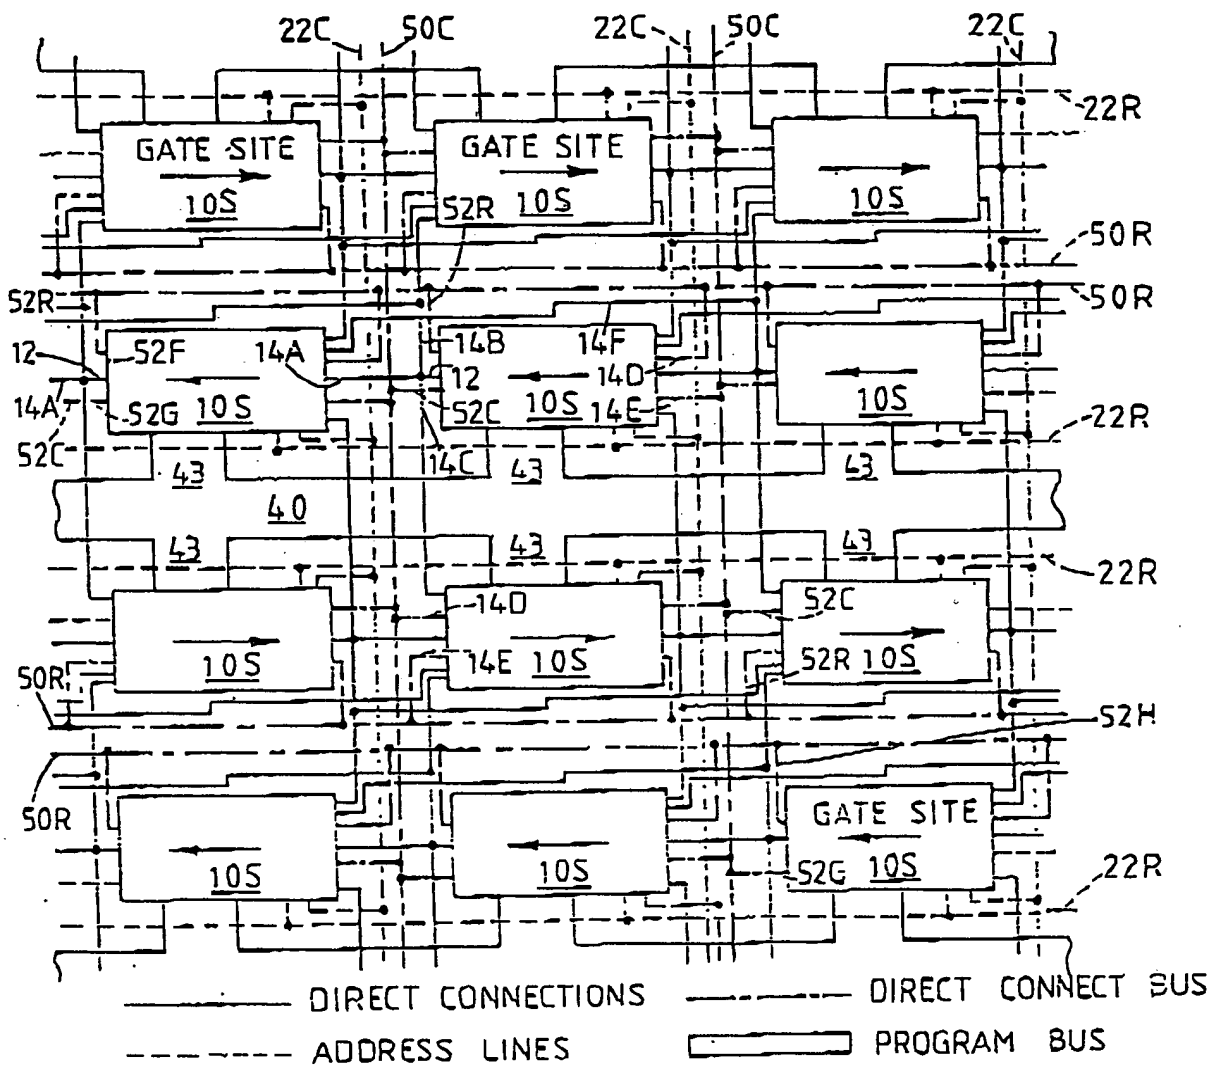 22C 50C 22C 50C 22C
22R
GATE SITE GATE SITE
10S 10S 10S
52R
50R
52R 50R
12 52F 14A 14B 14F
12 14D
14A 52G 10S 52C 10S 14E 10S
22R
52C 14C
43 43 43
40
43 43 43
22R
14D 52C
14E
50R 10S 10S 52R 10S
52H
50R
GATE SITE
10S 10S 52G 10S
22R
DIRECT CONNECTIONS DIRECT CONNECT BUS
ADDRESS LINES PROGRAM BUS